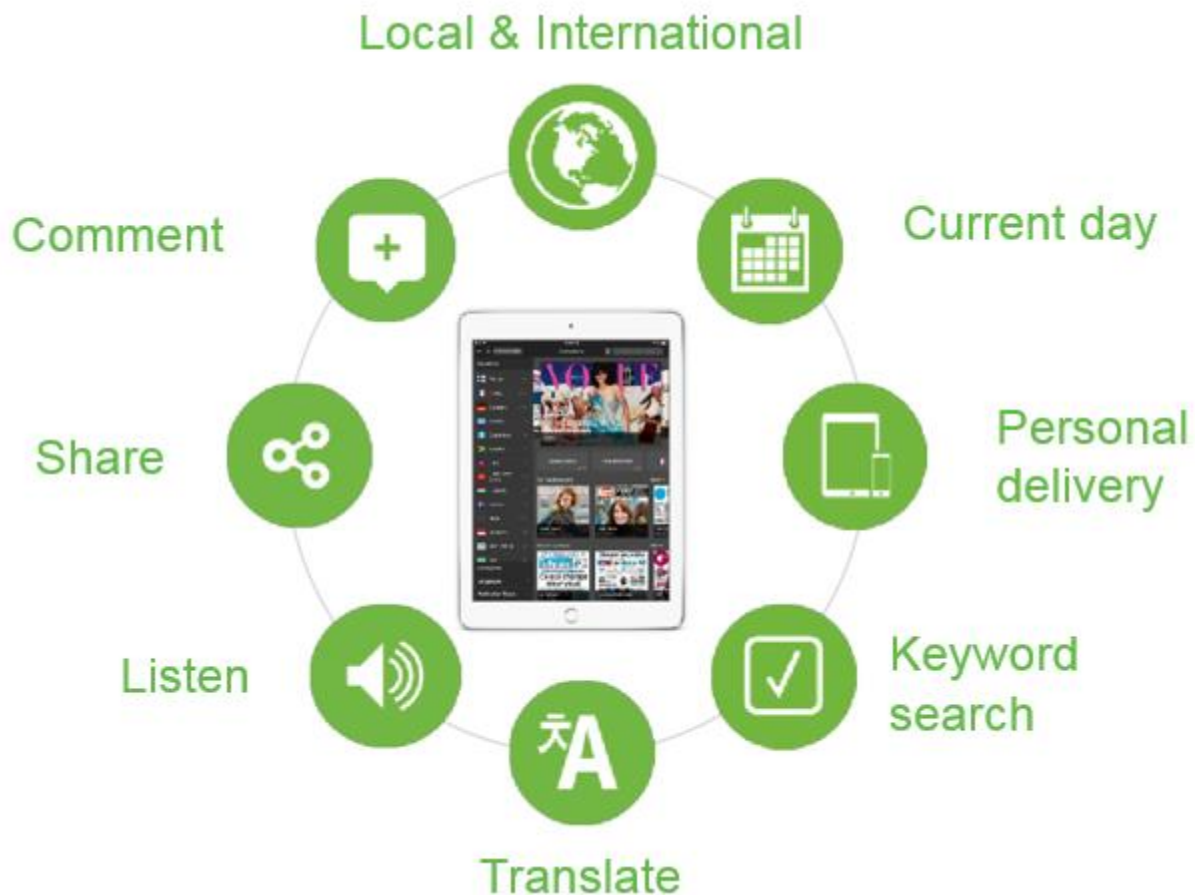 Local & International
Comment
Current day
Share
Personal
delivery
Listen
Keyword
search
Translate